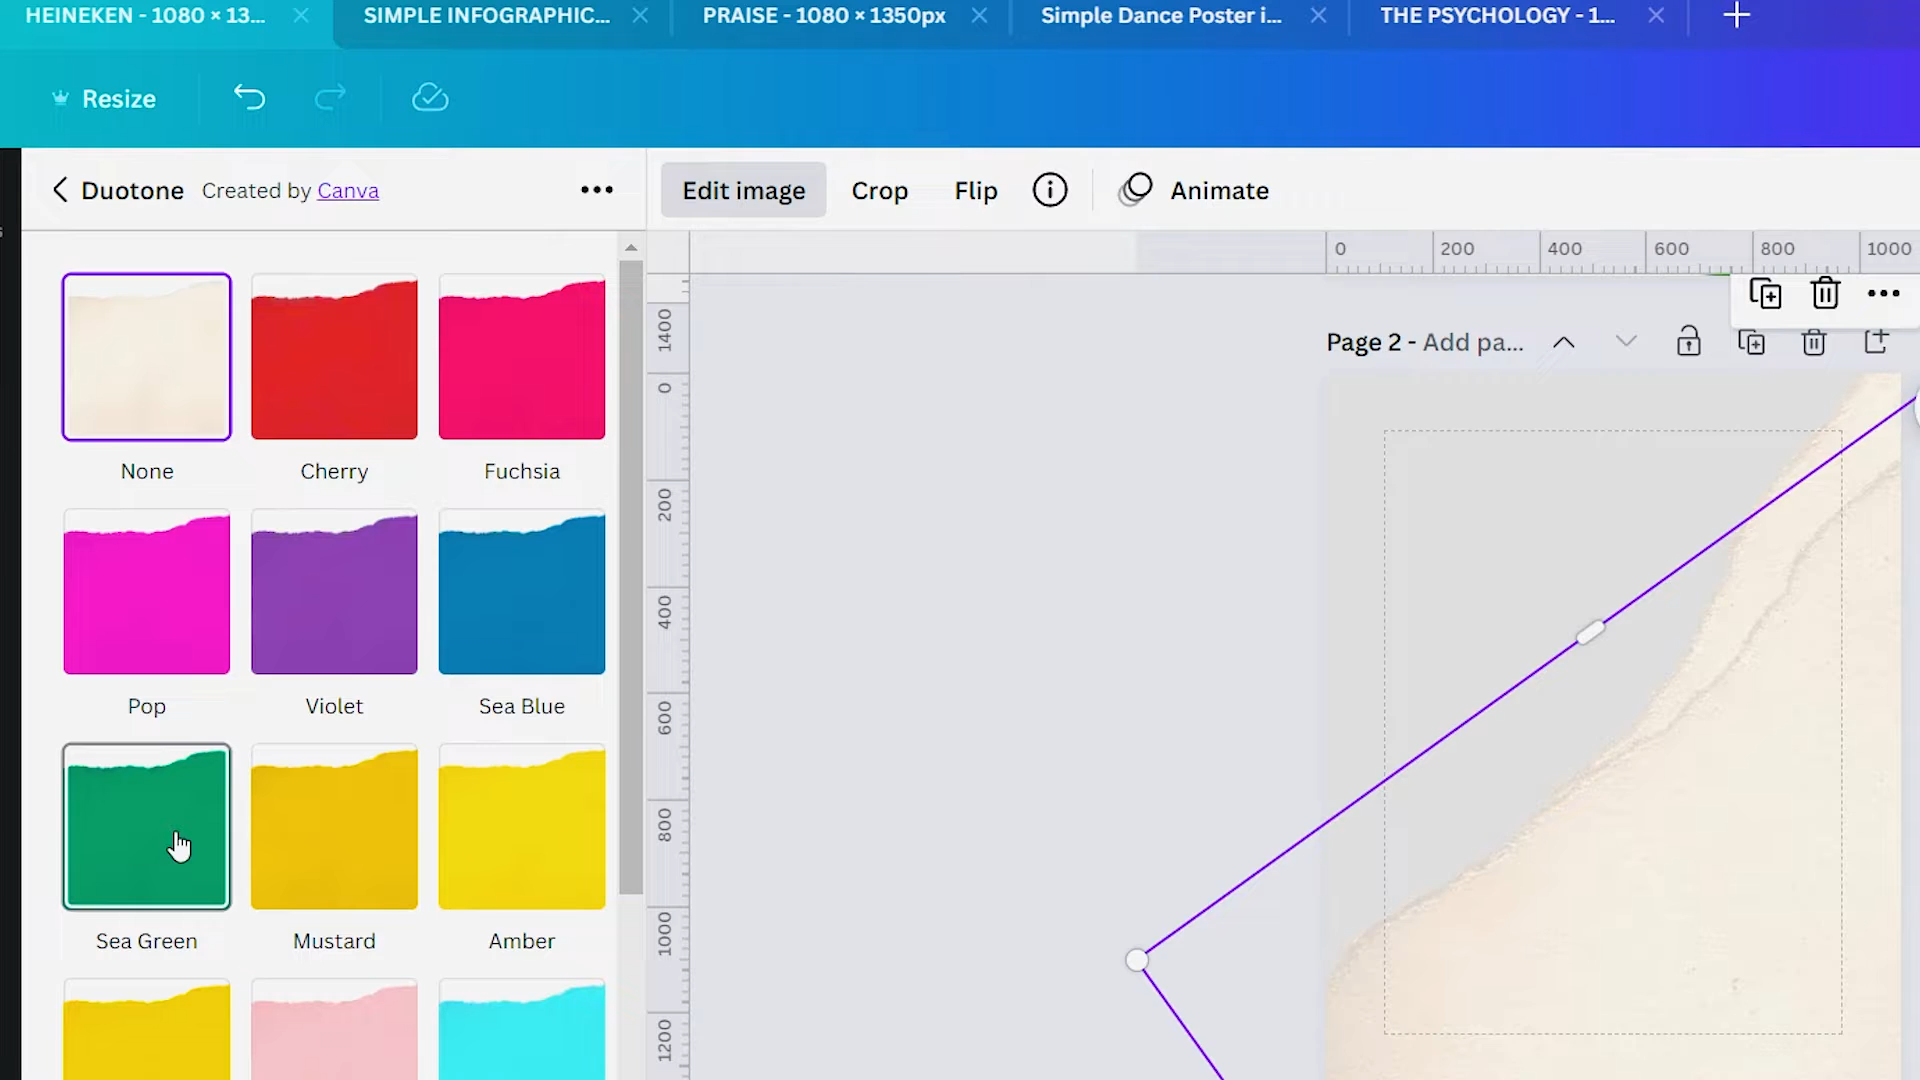 HEINEKEN - 1080 × 13...
SIMPLE INFOGRAPHIC...
PRAISE - 1080 × 1350px
Simple Dance Poster i...
THE PSYCHOLOGY - 1...
Resize
Duotone Created by Canva
Edit image
Crop
Flip
Animate
0 200 400 600 800 1000
Page 2 - Add pa...
1400
0
200
400
600
800
1000
1200
None
Cherry
Fuchsia
Pop
Violet
Sea Blue
Sea Green
Mustard
Amber